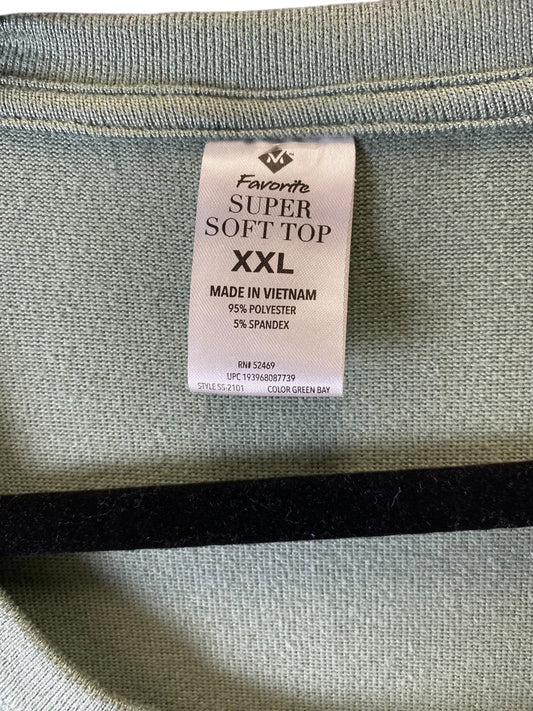 M
Favorite
SUPER
SOFT TOP
XXL
MADE IN VIETNAM
95% POLYESTER
5% SPANDEX
RN# 52469
UPC 193968087739
STYLE SS-2101 COLOR GREEN BAY